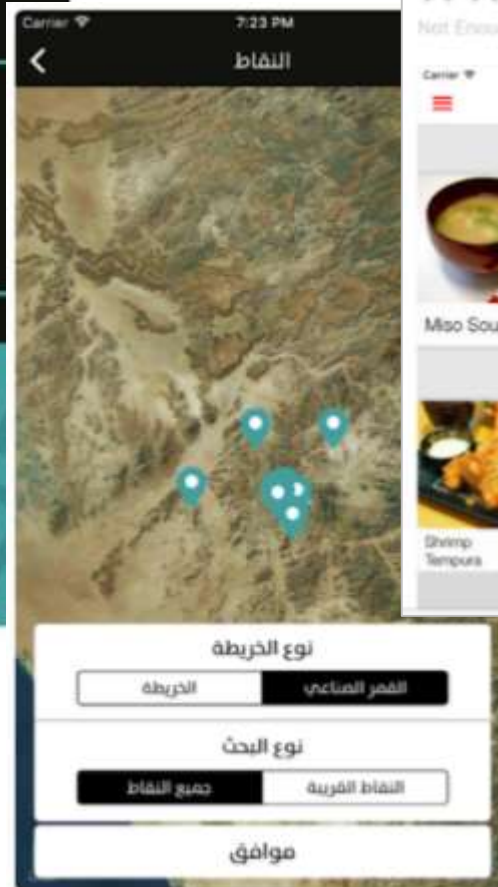 Carrier 7:23 PM
النقاط
نوع الخريطة
القمر الصناعي الخريطة
نوع البحث
النقاط القريبة جميع النقاط
موافق
Not
Carrier
Miso
Shrimp
Tempura